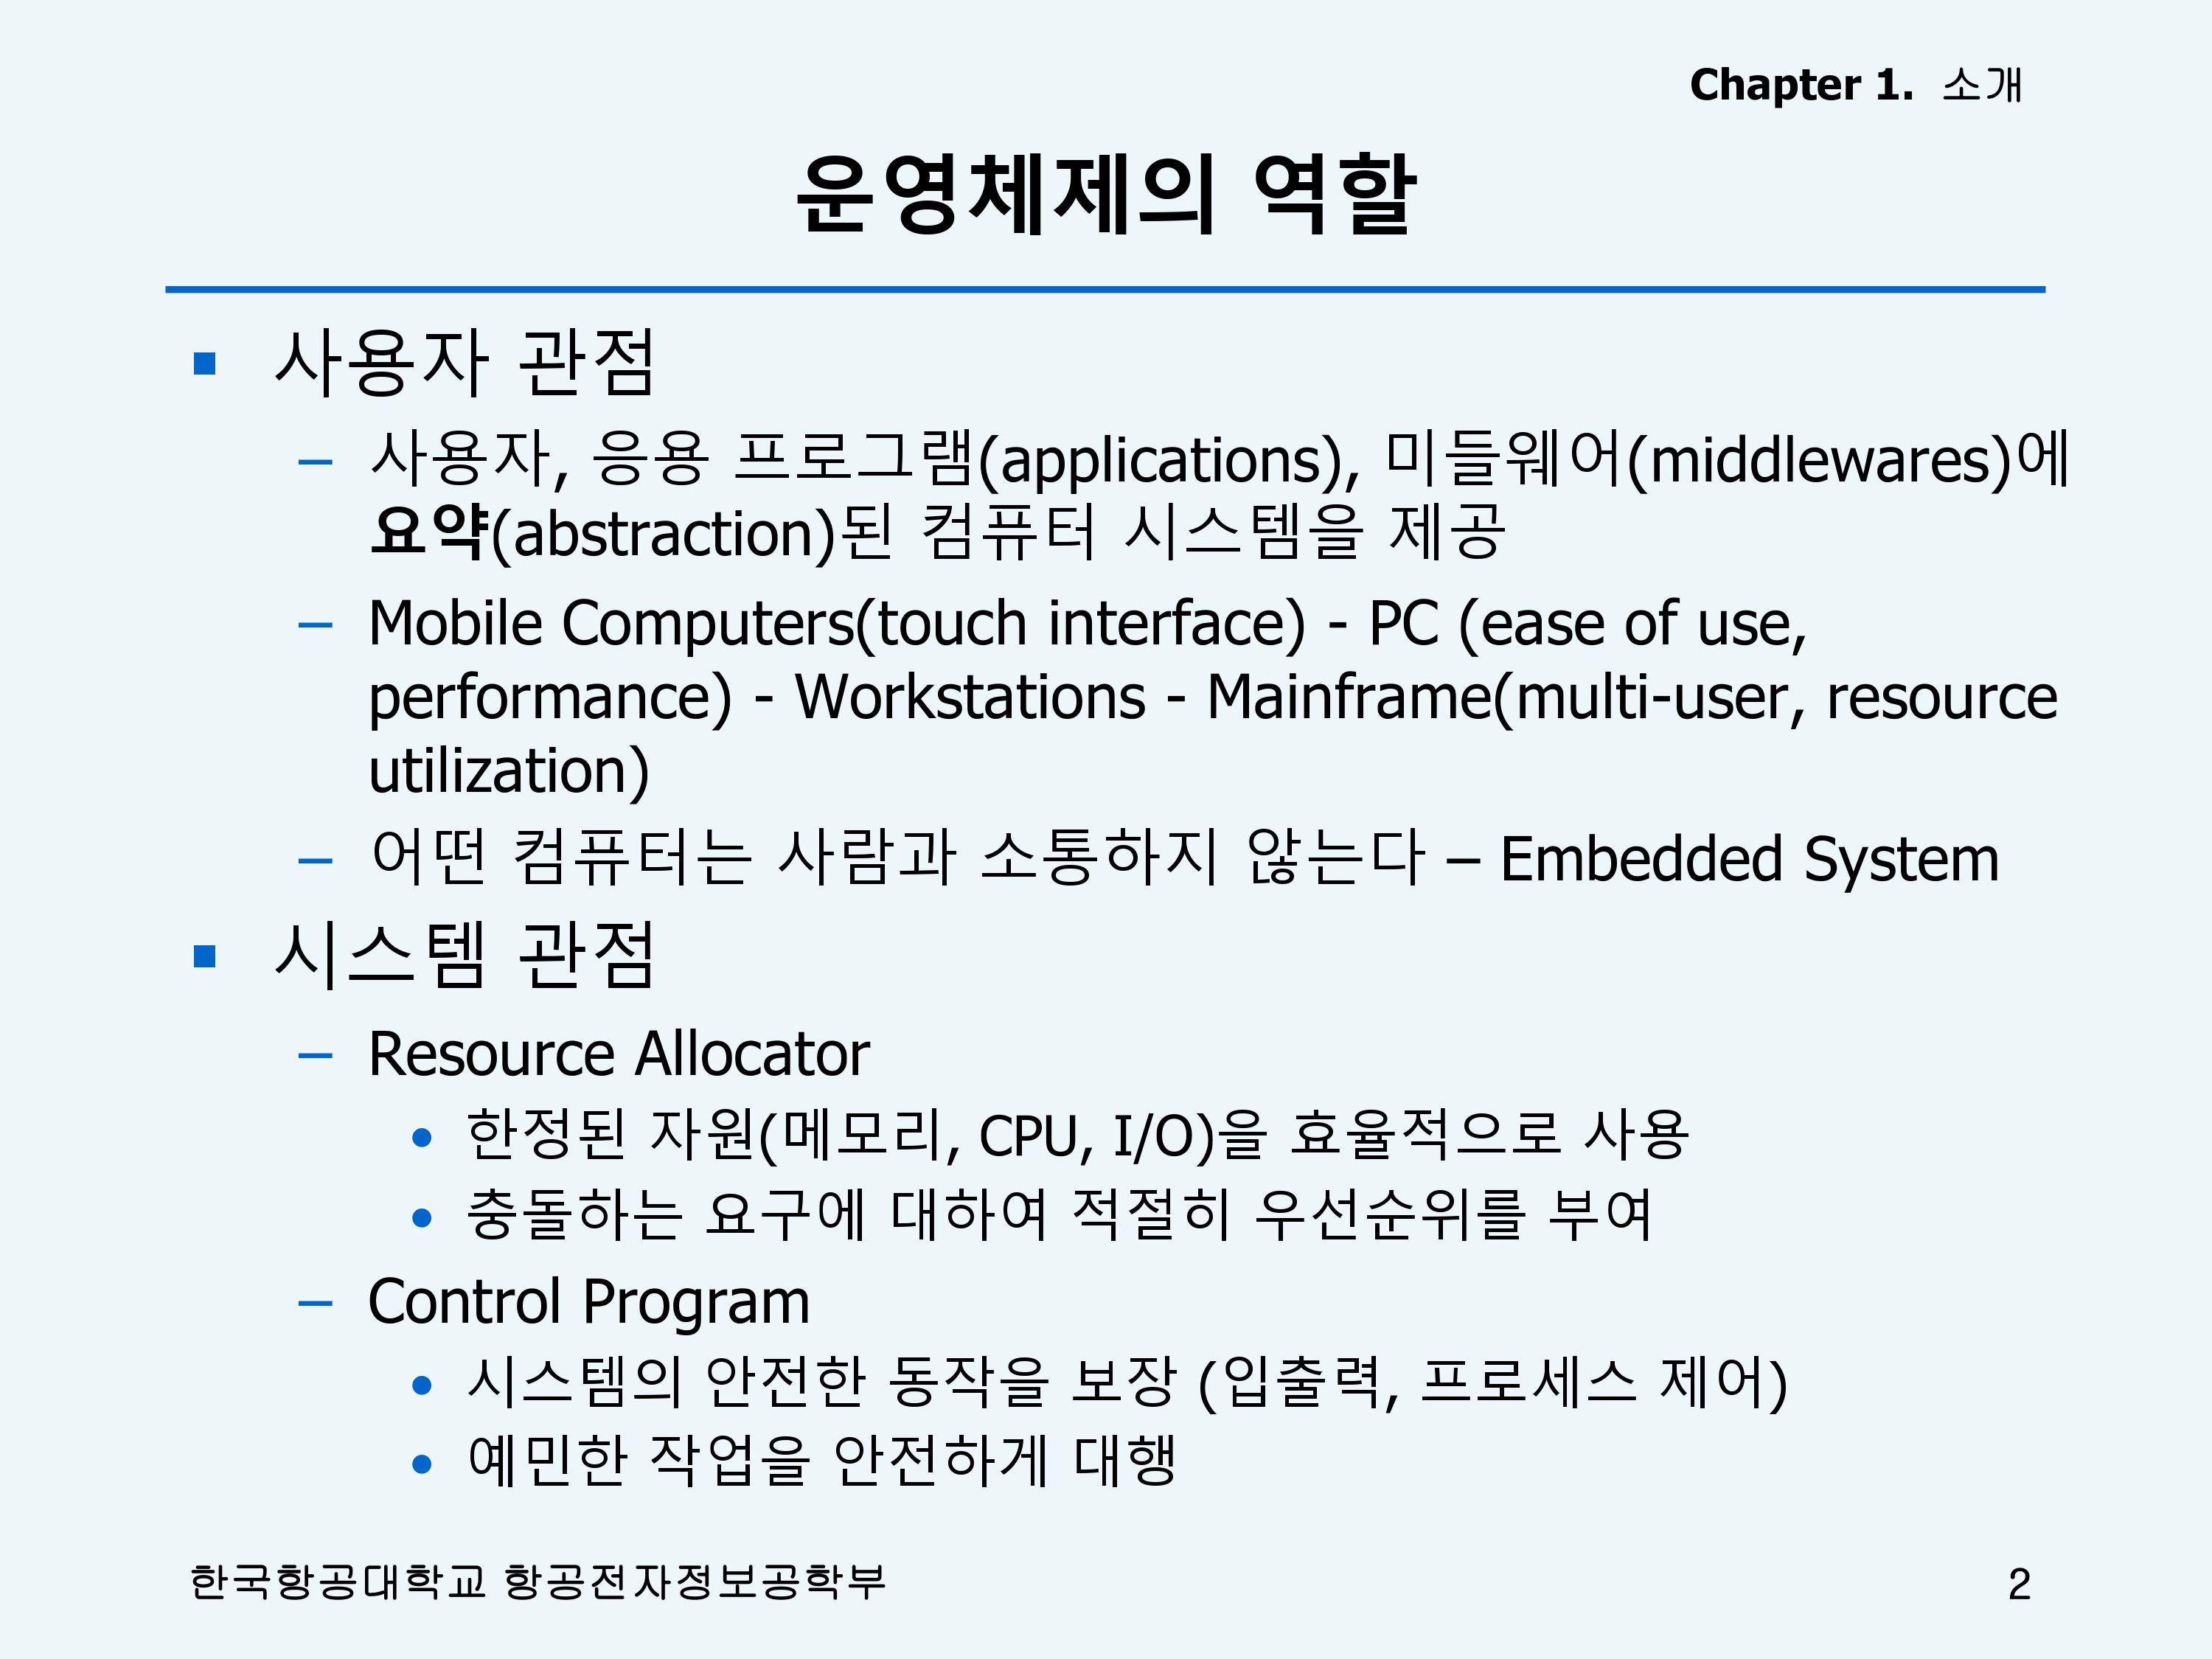 Chapter 1. 소개
운영체제의 역할
▪ 사용자 관점
– 사용자, 응용 프로그램(applications), 미들웨어(middlewares)에
요약(abstraction)된 컴퓨터 시스템을 제공
– Mobile Computers(touch interface) - PC (ease of use,
performance) - Workstations - Mainframe(multi-user, resource
utilization)
– 어떤 컴퓨터는 사람과 소통하지 않는다 – Embedded System
▪ 시스템 관점
– Resource Allocator
• 한정된 자원(메모리, CPU, I/O)을 효율적으로 사용
• 충돌하는 요구에 대하여 적절히 우선순위를 부여
– Control Program
• 시스템의 안전한 동작을 보장 (입출력, 프로세스 제어)
• 예민한 작업을 안전하게 대행
한국항공대학교 항공전자정보공학부
2